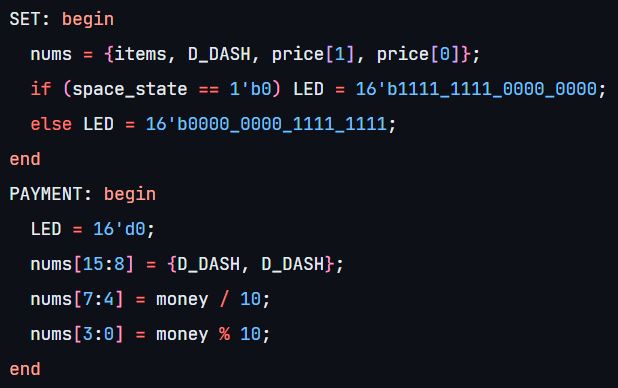 SET: begin
nums = {items, D_DASH, price[1], price[0]};
if (space_state == 1'b0) LED = 16'b1111_1111_0000_0000;
else LED = 16'b0000_0000_1111_1111;
end
PAYMENT: begin
LED = 16'd0;
nums[15:8] = {D_DASH, D_DASH};
nums[7:4] = money / 10;
nums[3:0] = money % 10;
end